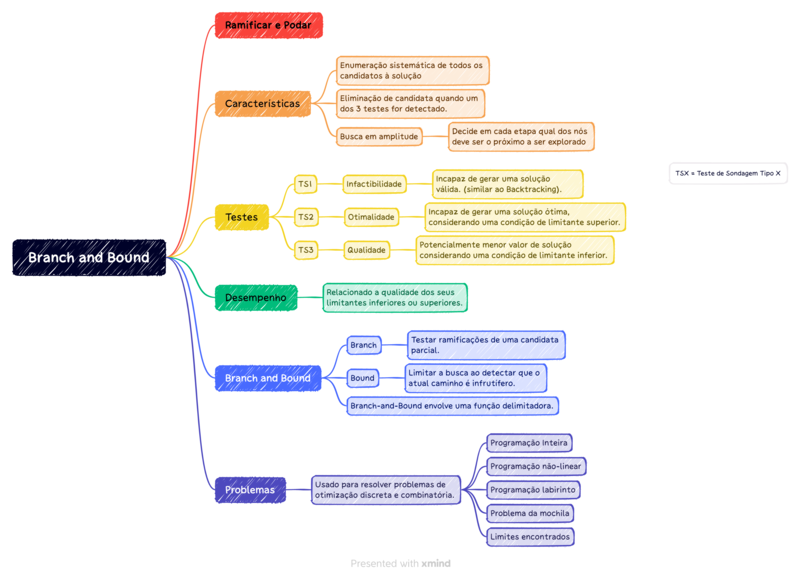 Ramificar e Podar
Características
Enumeração sistemática de todos os
candidatos à solução
Eliminação de candidata quando um
dos 3 testes for detectado.
Busca em amplitude
Decide em cada etapa qual dos nós
deve ser o próximo a ser explorado
TSX = Teste de Sondagem Tipo X
Testes
TS1
Infactibilidade
Incapaz de gerar uma solução
válida. (similar ao Backtracking).
TS2
Otimalidade
Incapaz de gerar uma solução ótima,
considerando uma condição de limitante superior.
TS3
Qualidade
Potencialmente menor valor de solução
considerando uma condição de limitante inferior.
Branch and Bound
Desempenho
Relacionado a qualidade dos seus
limitantes inferiores ou superiores.
Branch and Bound
Branch
Testar ramificações de uma candidata
parcial.
Bound
Limitar a busca ao detectar que o
atual caminho é infrutífero.
Branch-and-Bound envolve uma função delimitadora.
Problemas
Usado para resolver problemas de
otimização discreta e combinatória.
Programação Inteira
Programação não-linear
Programação labirinto
Problema da mochila
Limites encontrados
Presented with xmind